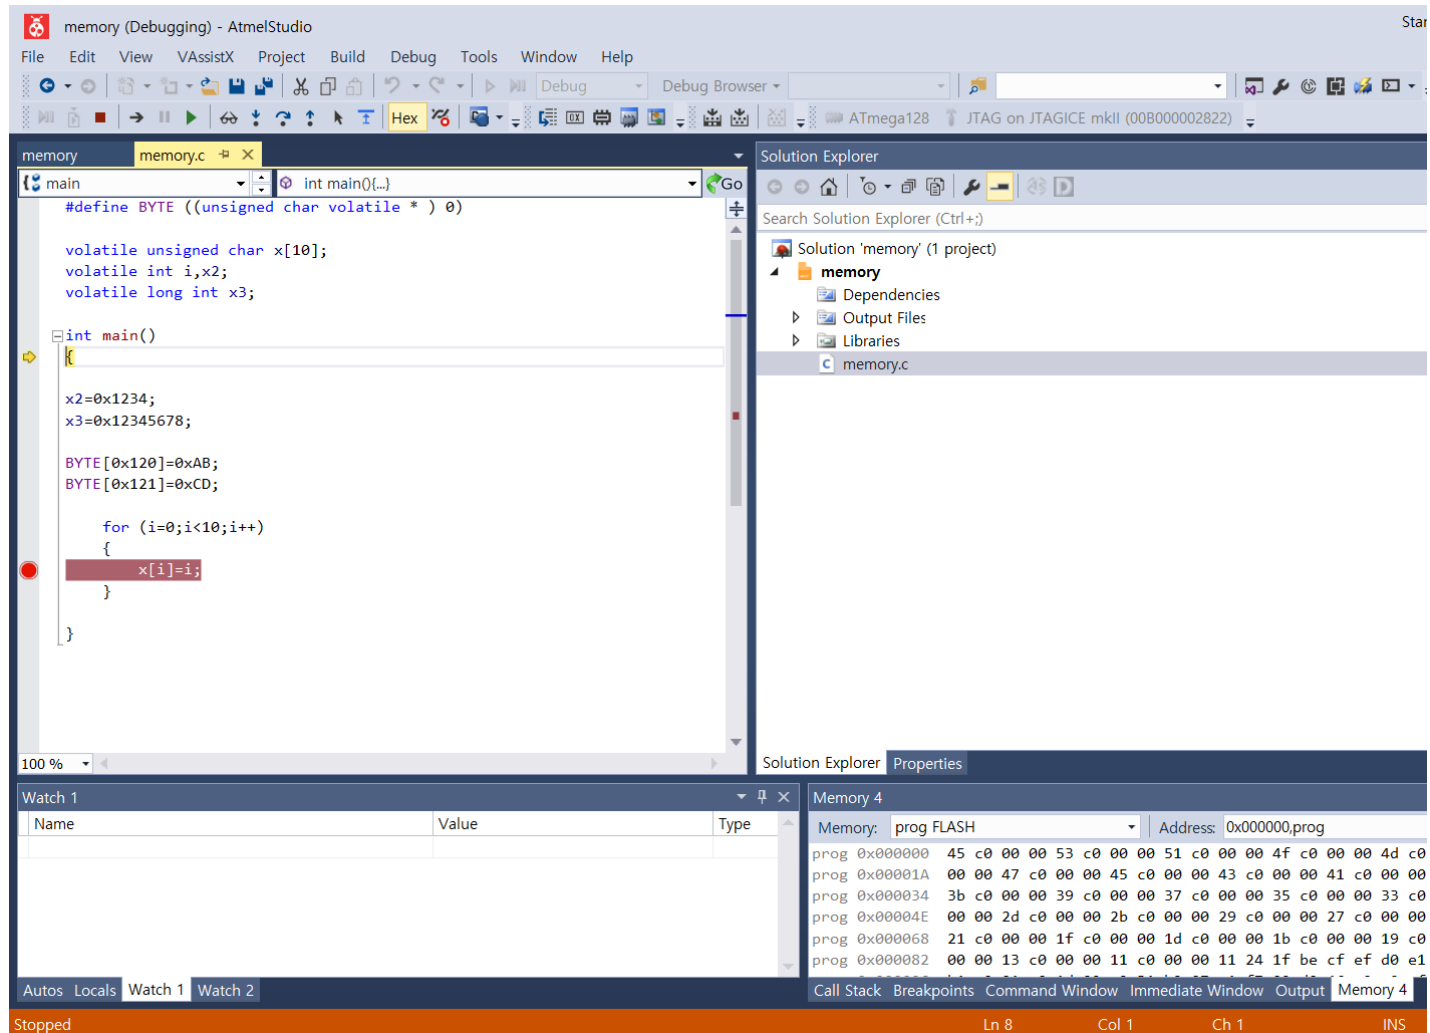 memory (Debugging) - AtmelStudio
Star
File Edit View VAssistX Project Build Debug Tools Window Help
Debug Debug Browser
Hex ATmega128 JTAG on JTAGICE mkII (00B000002822)
memory memory.c
main int main(){...} Go
#define BYTE ((unsigned char volatile * ) 0)
volatile unsigned char x[10];
volatile int i,x2;
volatile long int x3;
int main()
{
x2=0x1234;
x3=0x12345678;
BYTE[0x120]=0xAB;
BYTE[0x121]=0xCD;
for (i=0;i<10;i++)
{
x[i]=i;
}
}
100 %
Solution Explorer
Search Solution Explorer (Ctrl+;)
Solution 'memory' (1 project)
memory
Dependencies
Output Files
Libraries
memory.c
Solution Explorer Properties
Watch 1
Name Value Type
Autos Locals Watch 1 Watch 2
Memory 4
Memory: prog FLASH Address: 0x000000,prog
prog 0x000000 45 c0 00 00 53 c0 00 00 51 c0 00 00 4f c0 00 00 4d c0
prog 0x00001A 00 00 47 c0 00 00 45 c0 00 00 43 c0 00 00 41 c0 00 00
prog 0x000034 3b c0 00 00 39 c0 00 00 37 c0 00 00 35 c0 00 00 33 c0
prog 0x00004E 00 00 2d c0 00 00 2b c0 00 00 29 c0 00 00 27 c0 00 00
prog 0x000068 21 c0 00 00 1f c0 00 00 1d c0 00 00 1b c0 00 00 19 c0
prog 0x000082 00 00 13 c0 00 00 11 c0 00 00 11 24 1f be cf ef d0 e1
Call Stack Breakpoints Command Window Immediate Window Output Memory 4
Stopped Ln 8 Col 1 Ch 1 INS